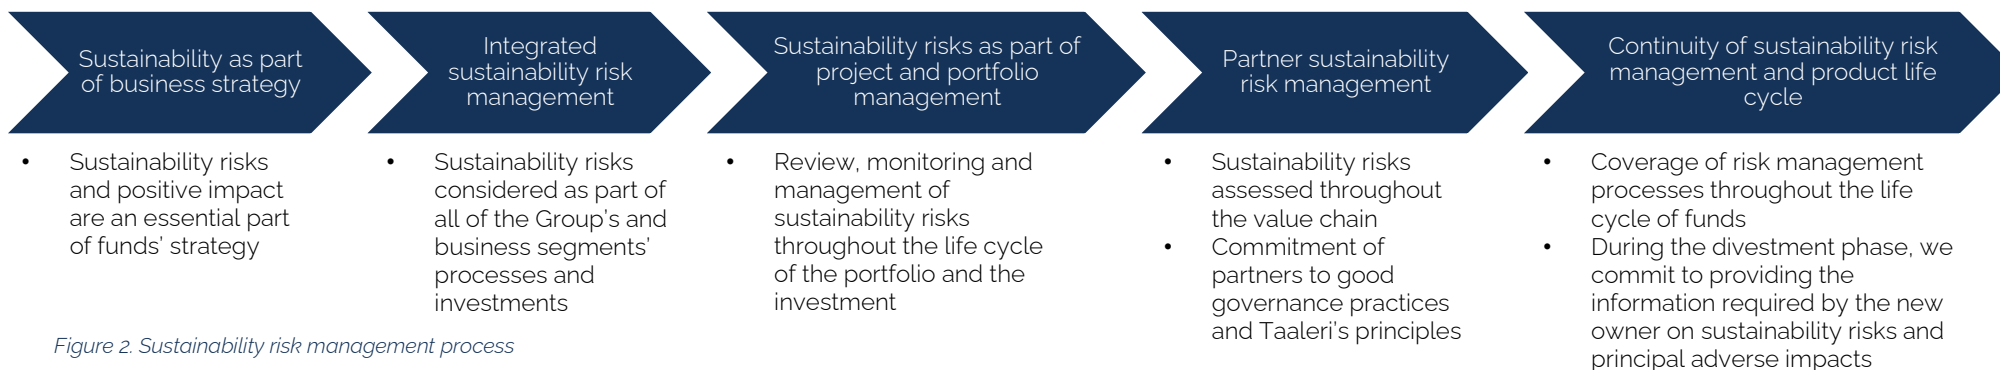 Sustainability as part
of business strategy
Integrated
sustainability risk
management
Sustainability risks as part of
project and portfolio
management
Partner sustainability
risk management
Continuity of sustainability risk
management and product life
cycle
• Sustainability risks
and positive impact
are an essential part
of funds' strategy
• Sustainability risks
considered as part of
all of the Group's and
business segments'
processes and
investments
• Review, monitoring and
management of
sustainability risks
throughout the life cycle
of the portfolio and the
investment
• Sustainability risks
assessed throughout
the value chain
• Commitment of
partners to good
governance practices
and Taaleri's principles
• Coverage of risk management
processes throughout the life
cycle of funds
• During the divestment phase, we
commit to providing the
information required by the new
owner on sustainability risks and
principal adverse impacts
Figure 2. Sustainability risk management process